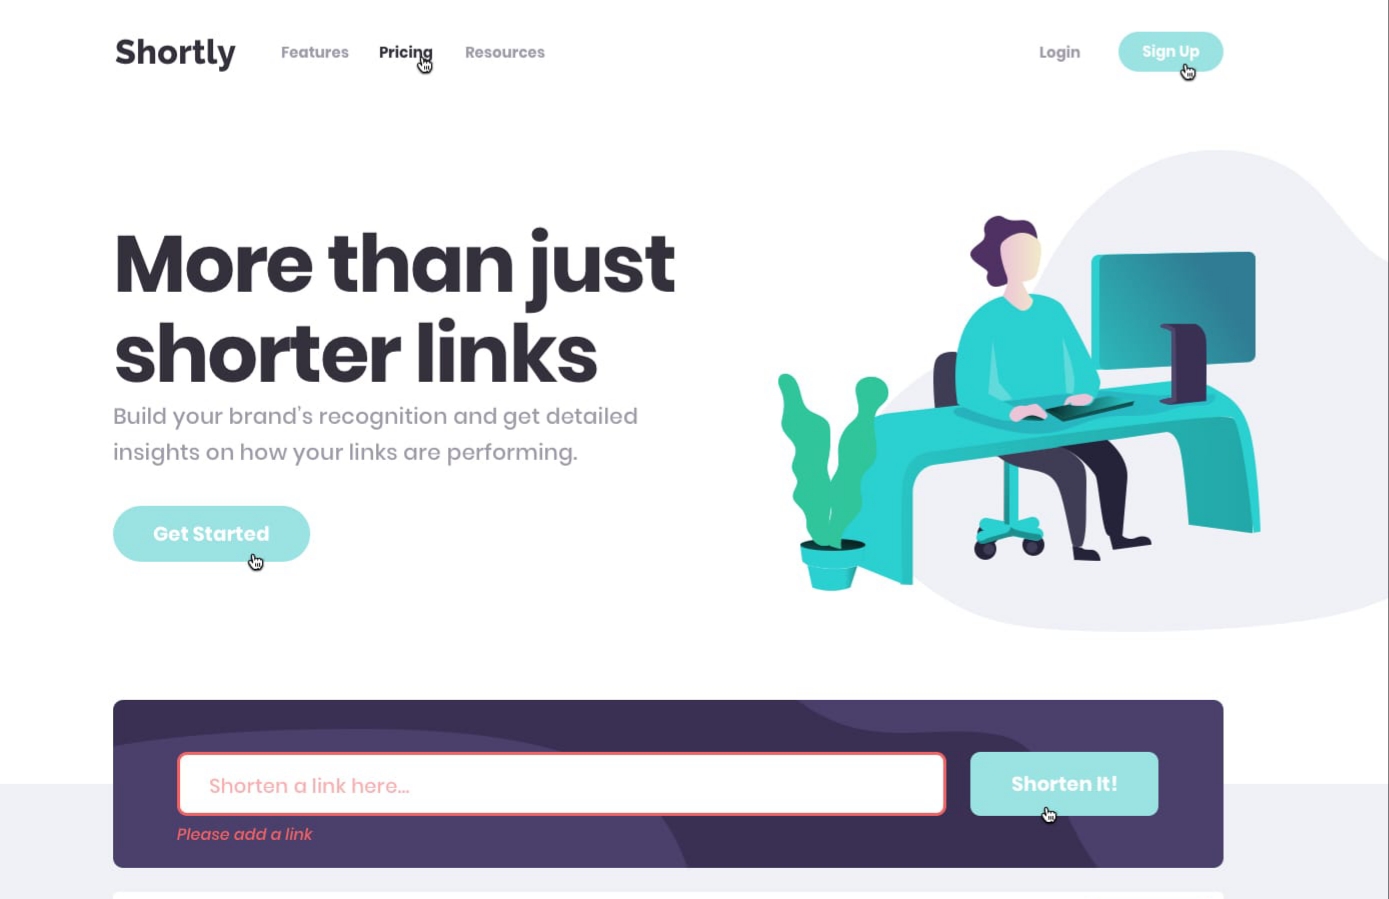 Shortly
Features
Pricing
Resources
Login
Sign Up
More than just
shorter links
Build your brand's recognition and get detailed
insights on how your links are performing.
Get Started
Shorten a link here...
Shorten It!
Please add a link